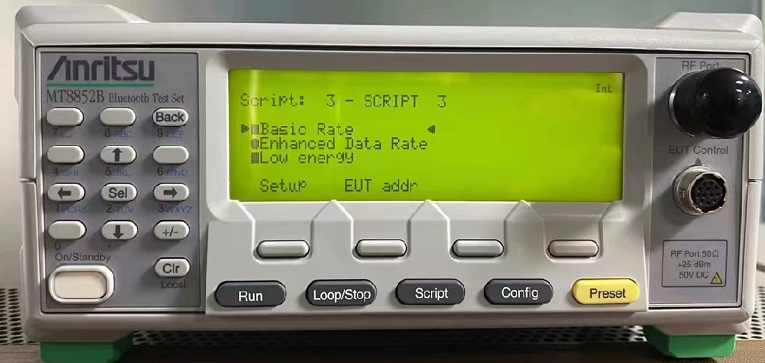 Anritsu
MT8852B Bluetooth Test Set
Back
Sel
+/-
On/Standby
Clr
Local
Int
Script: 3 - SCRIPT 3
Basic Rate
Enhanced Data Rate
Low energy
Setup EUT addr
Run
Loop/Stop
Script
Config
Preset
RF Port
EUT Control
RF Port 50Ω
+25 dBm
50V DC